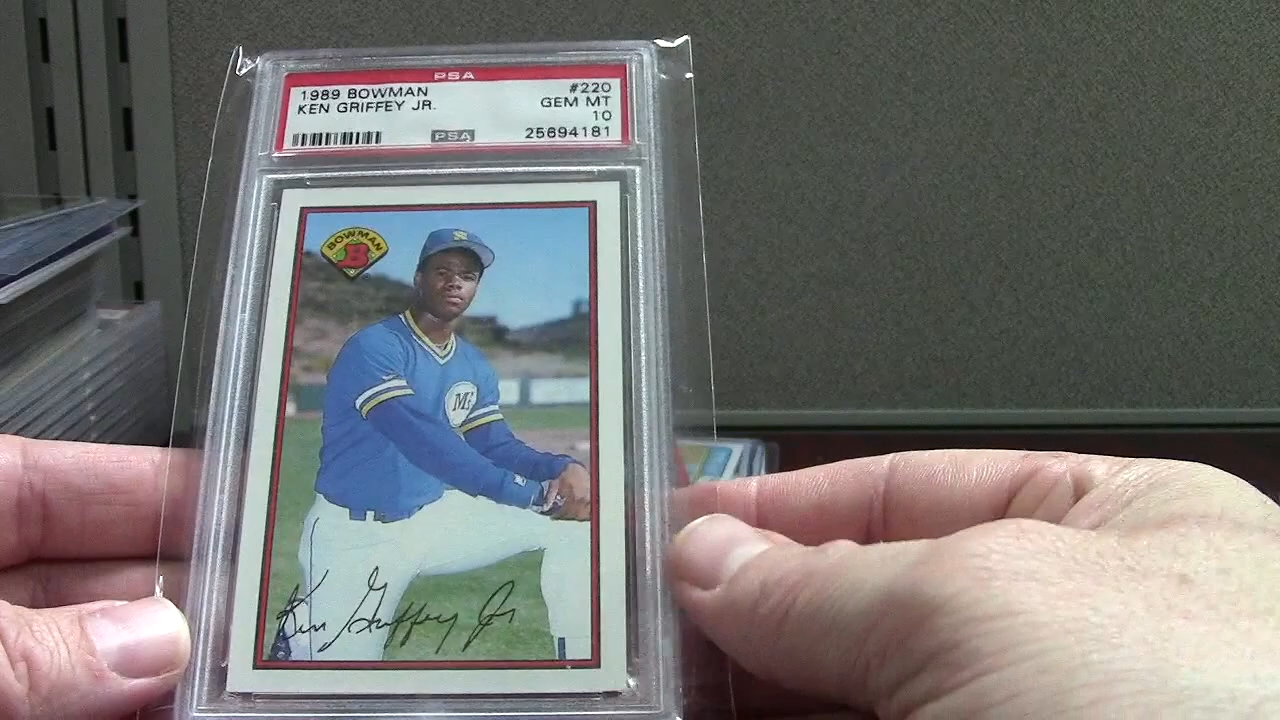 PSA
1989 BOWMAN #220
KEN GRIFFEY JR. GEM MT
10
PSA 25694181
BOWMAN
B
S
M
Ken Griffey Jr